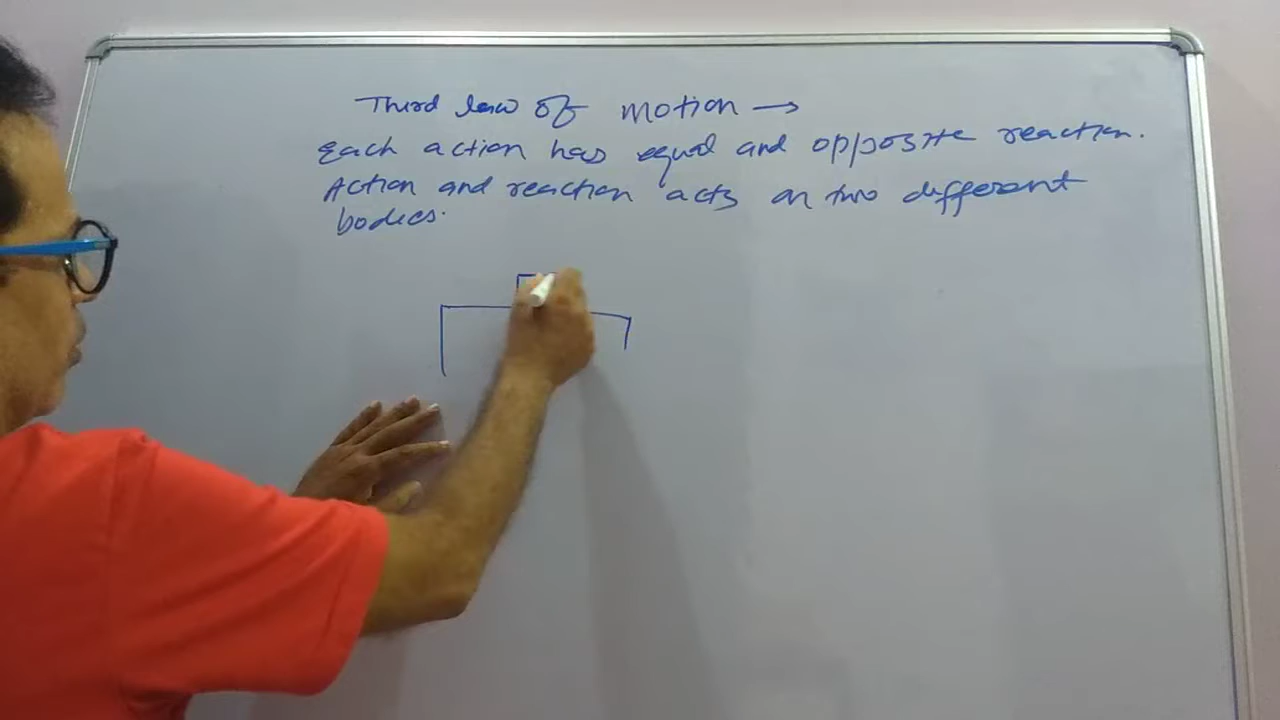 Third law of motion →
Each action has equal and opposite reaction.
Action and reaction acts on two different
bodies.